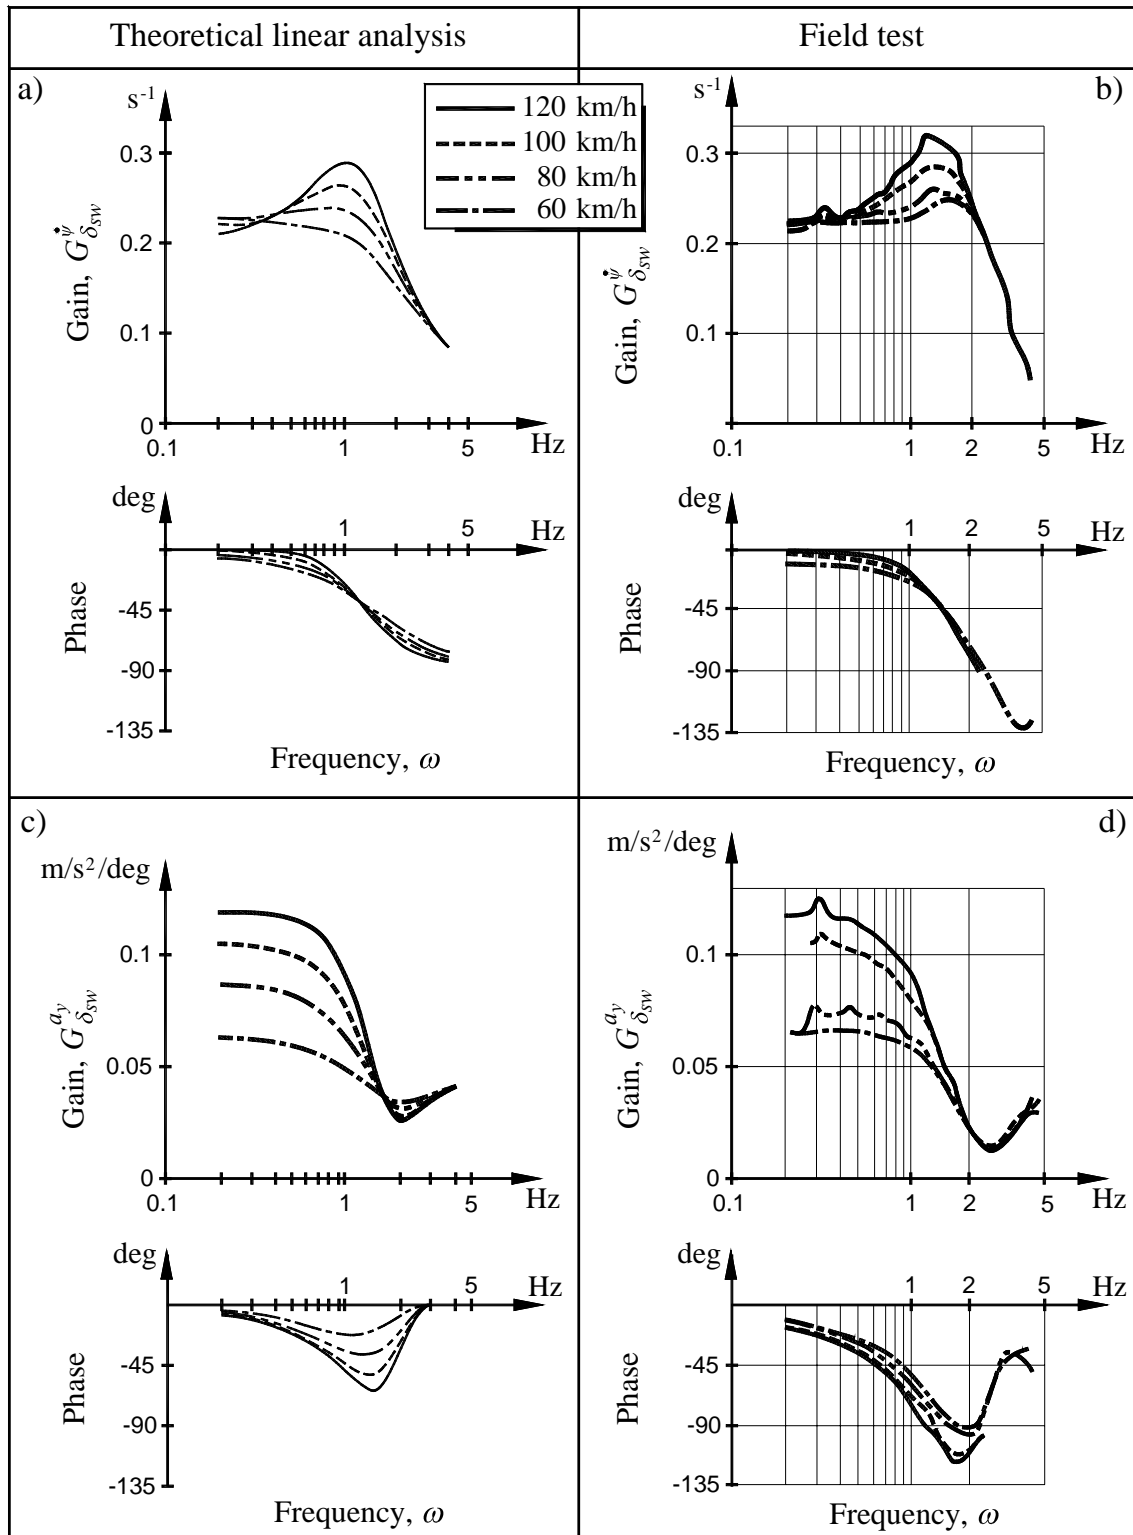 Theoretical linear analysis
Field test
a)
s-1
120 km/h
100 km/h
80 km/h
60 km/h
0.3
0.2
0.1
0
0.1
1
5
Hz
Gain, G ψ̇ δSW
deg
1
5
Hz
-45
-90
-135
Phase
Frequency, ω
b)
s-1
0.3
0.2
0.1
0
0.1
1
2
5
Hz
Gain, G ψ̇ δSW
deg
1
2
5
Hz
-45
-90
-135
Phase
Frequency, ω
c)
m/s2/deg
0.1
0.05
0
0.1
1
5
Hz
Gain, G ay δSW
deg
1
5
Hz
-45
-90
-135
Phase
Frequency, ω
d)
m/s2/deg
0.1
0.05
0
0.1
1
2
5
Hz
Gain, G ay δSW
deg
1
2
5
Hz
-45
-90
-135
Phase
Frequency, ω